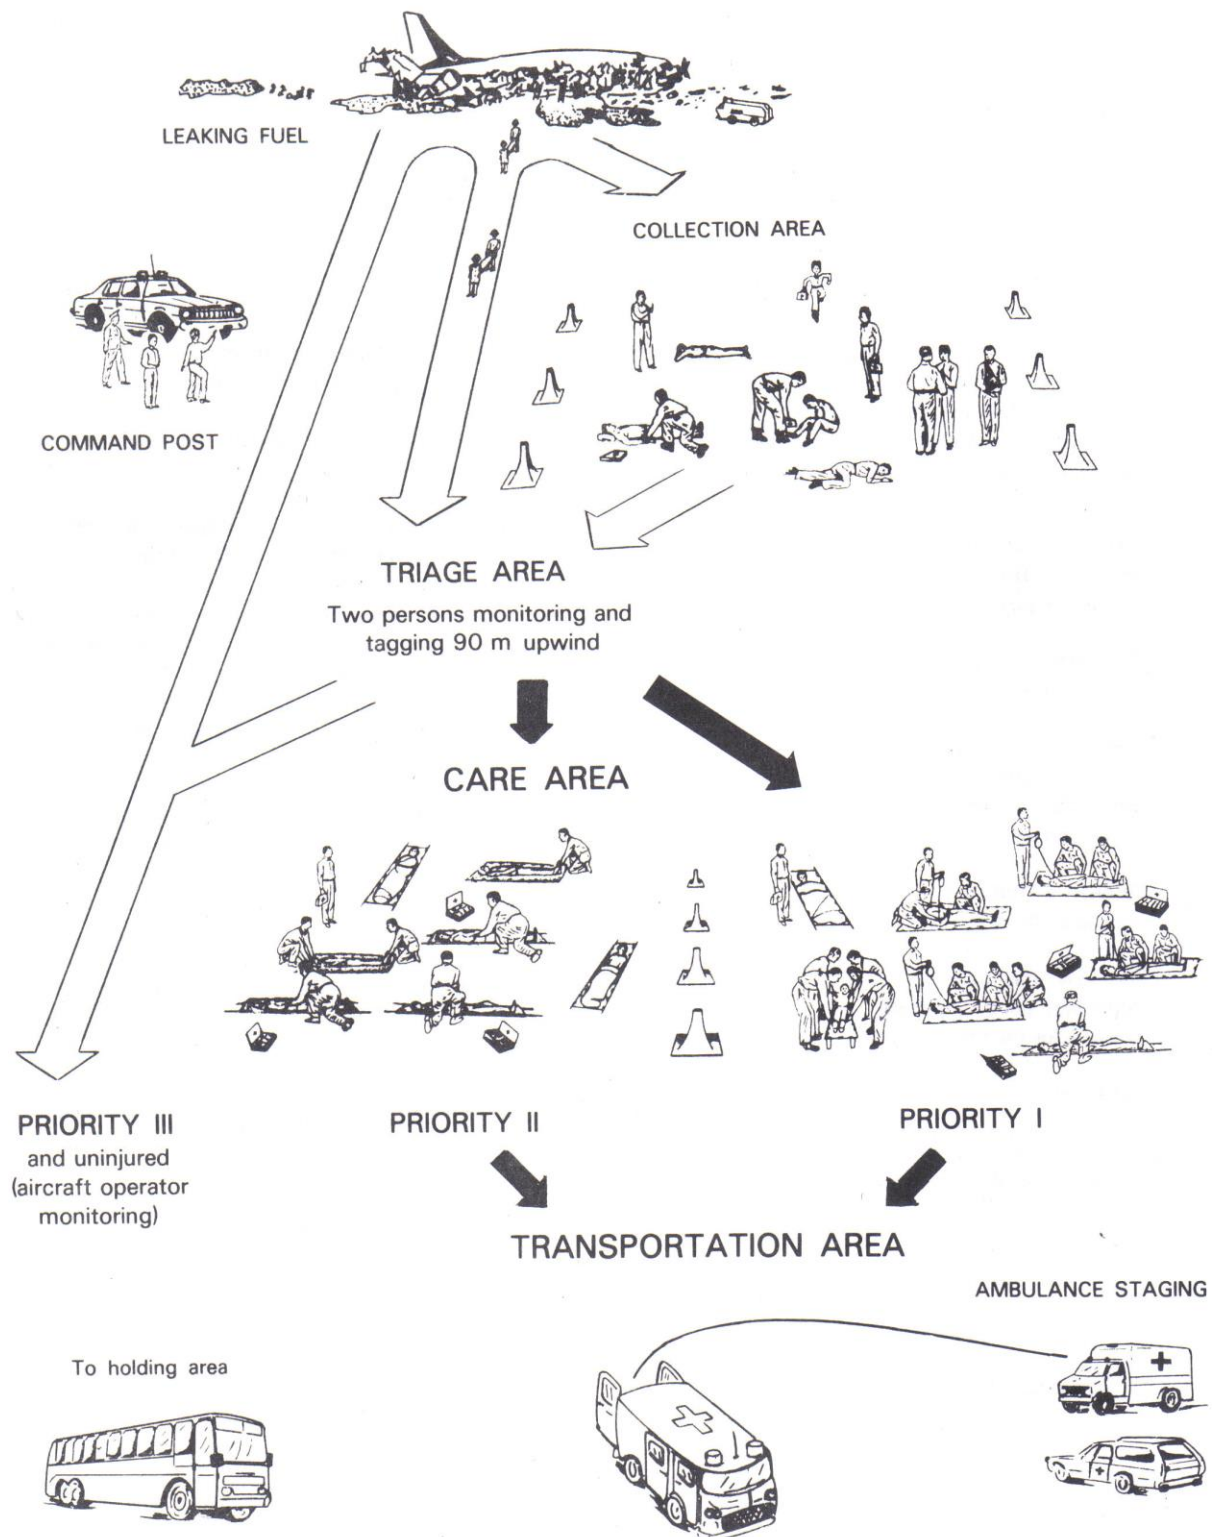 LEAKING FUEL
COLLECTION AREA
COMMAND POST
TRIAGE AREA
Two persons monitoring and
tagging 90 m upwind
CARE AREA
PRIORITY III
and uninjured
(aircraft operator
monitoring)
PRIORITY II
PRIORITY I
TRANSPORTATION AREA
AMBULANCE STAGING
To holding area